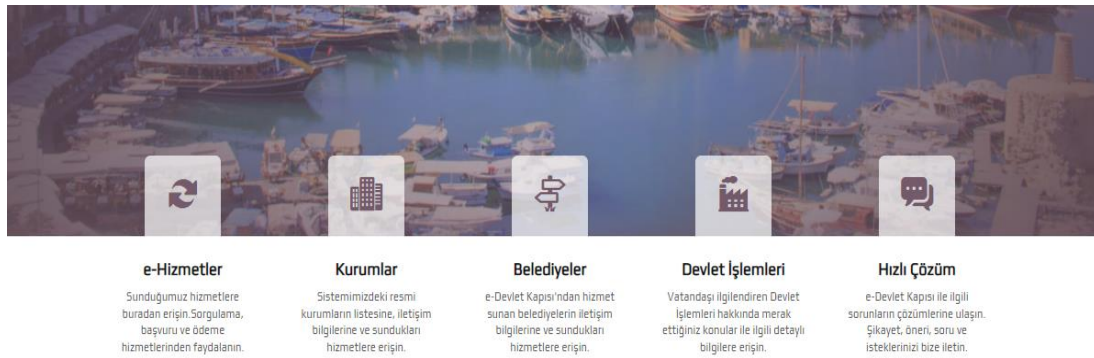 e-Hizmetler
Sunduğumuz hizmetlere
buradan erişin.Sorgulama,
başvuru ve ödeme
hizmetlerinden faydalanın.
Kurumlar
Sistemimizdeki resmi
kurumların listesine, iletişim
bilgilerine ve sundukları
hizmetlere erişin.
Belediyeler
e-Devlet Kapısı'ndan hizmet
sunan belediyelerin iletişim
bilgilerine ve sundukları
hizmetlere erişin.
Devlet İşlemleri
Vatandaşı ilgilendiren Devlet
İşlemleri hakkında merak
ettiğiniz konular ile ilgili detaylı
bilgilere erişin.
Hızlı Çözüm
e-Devlet Kapısı ile ilgili
sorunların çözümlerine ulaşın.
Şikayet, öneri, soru ve
isteklerinizi bize iletin.